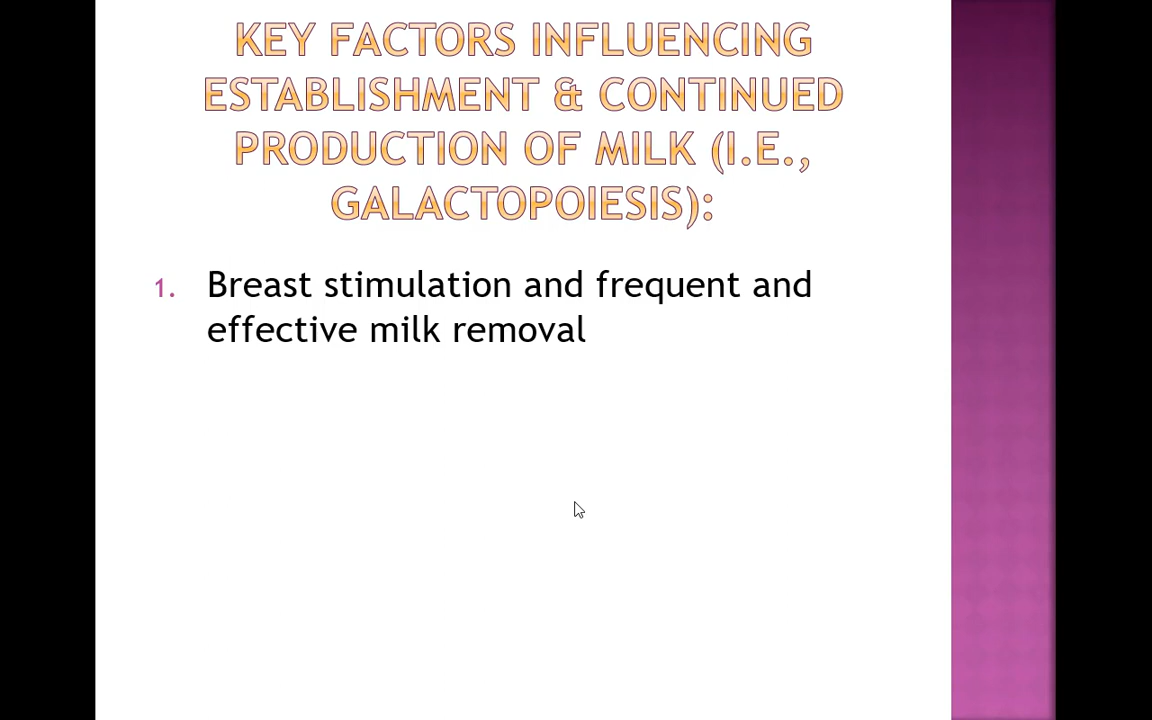 KEY FACTORS INFLUENCING
ESTABLISHMENT & CONTINUED
PRODUCTION OF MILK (I.E.,
GALACTOPOIESIS):
1. Breast stimulation and frequent and
effective milk removal